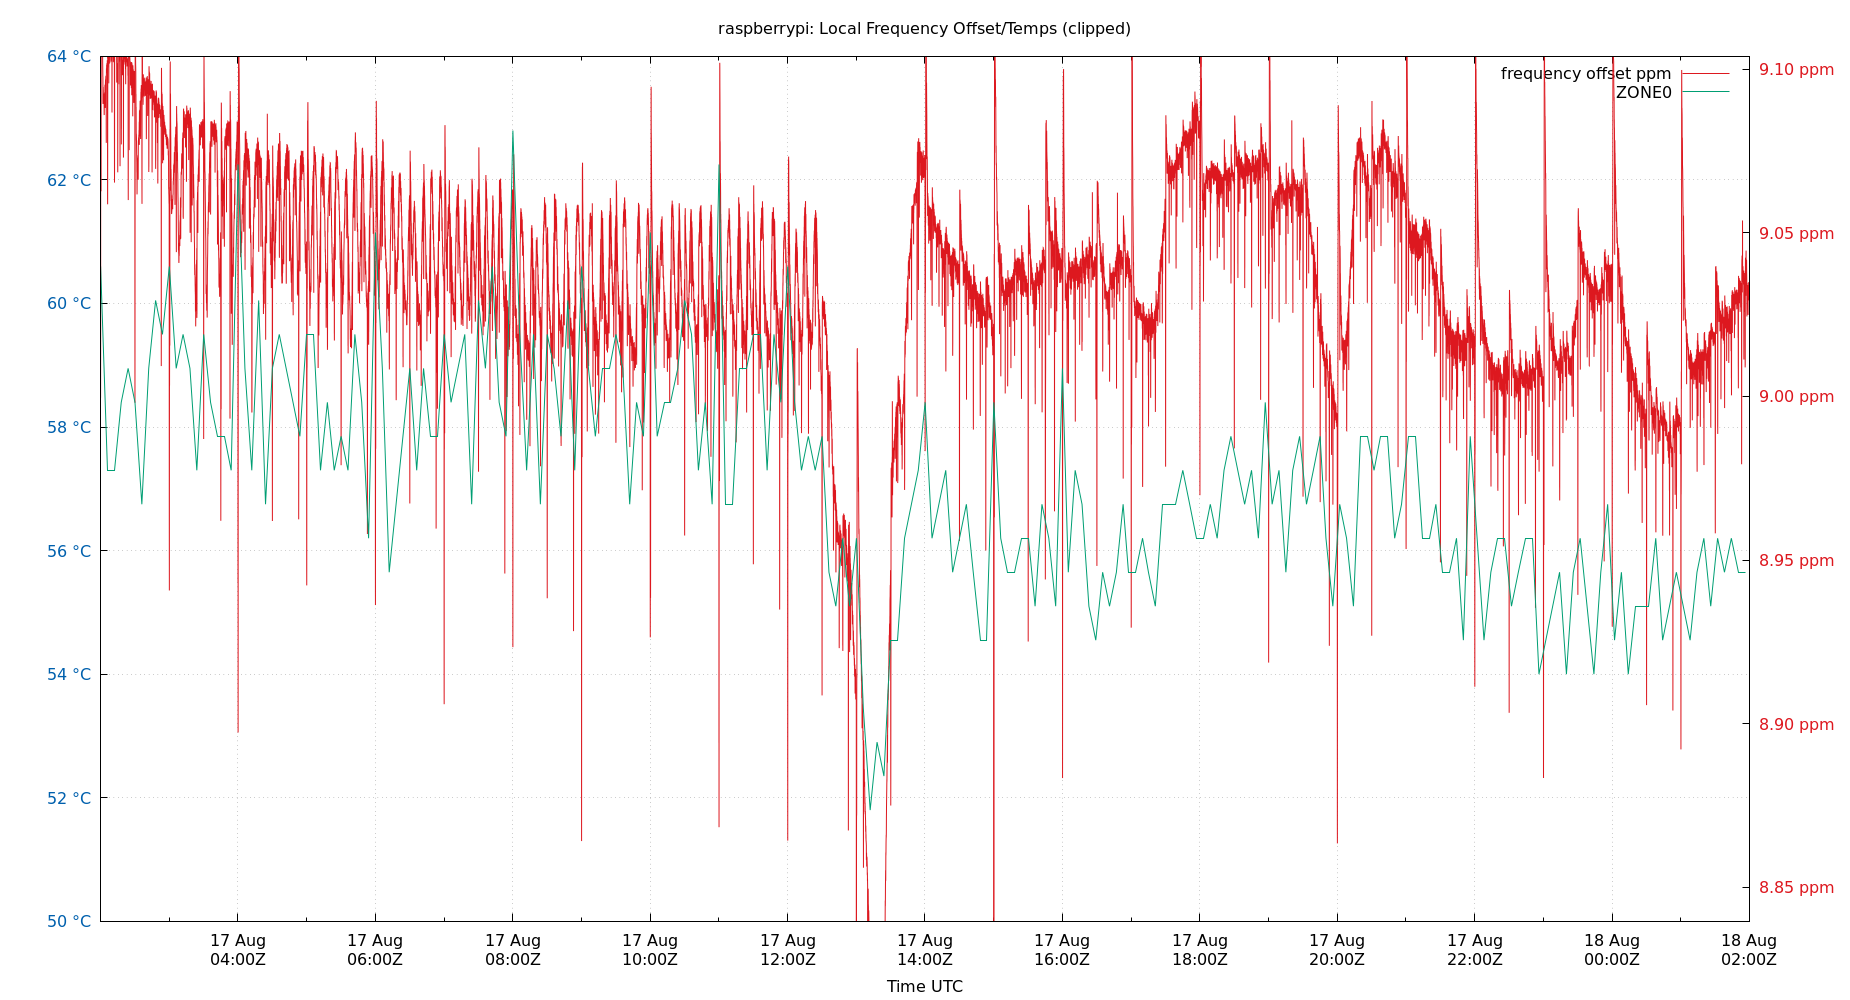 raspberrypi: Local Frequency Offset/Temps (clipped)
64 °C
62 °C
60 °C
58 °C
56 °C
54 °C
52 °C
50 °C
frequency offset ppm
ZONE0
9.10 ppm
9.05 ppm
9.00 ppm
8.95 ppm
8.90 ppm
8.85 ppm
17 Aug
04:00Z
17 Aug
06:00Z
17 Aug
08:00Z
17 Aug
10:00Z
17 Aug
12:00Z
17 Aug
14:00Z
17 Aug
16:00Z
17 Aug
18:00Z
17 Aug
20:00Z
17 Aug
22:00Z
18 Aug
00:00Z
18 Aug
02:00Z
Time UTC